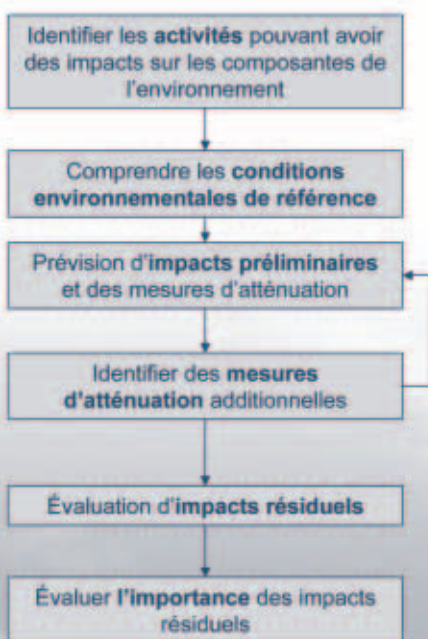 Identifier les activités pouvant avoir
des impacts sur les composantes de
l'environnement
Comprendre les conditions
environnementales de référence
Prévision d'impacts préliminaires
et des mesures d'atténuation
Identifier des mesures
d'atténuation additionnelles
Évaluation d'impacts résiduels
Évaluer l'importance des impacts
résiduels